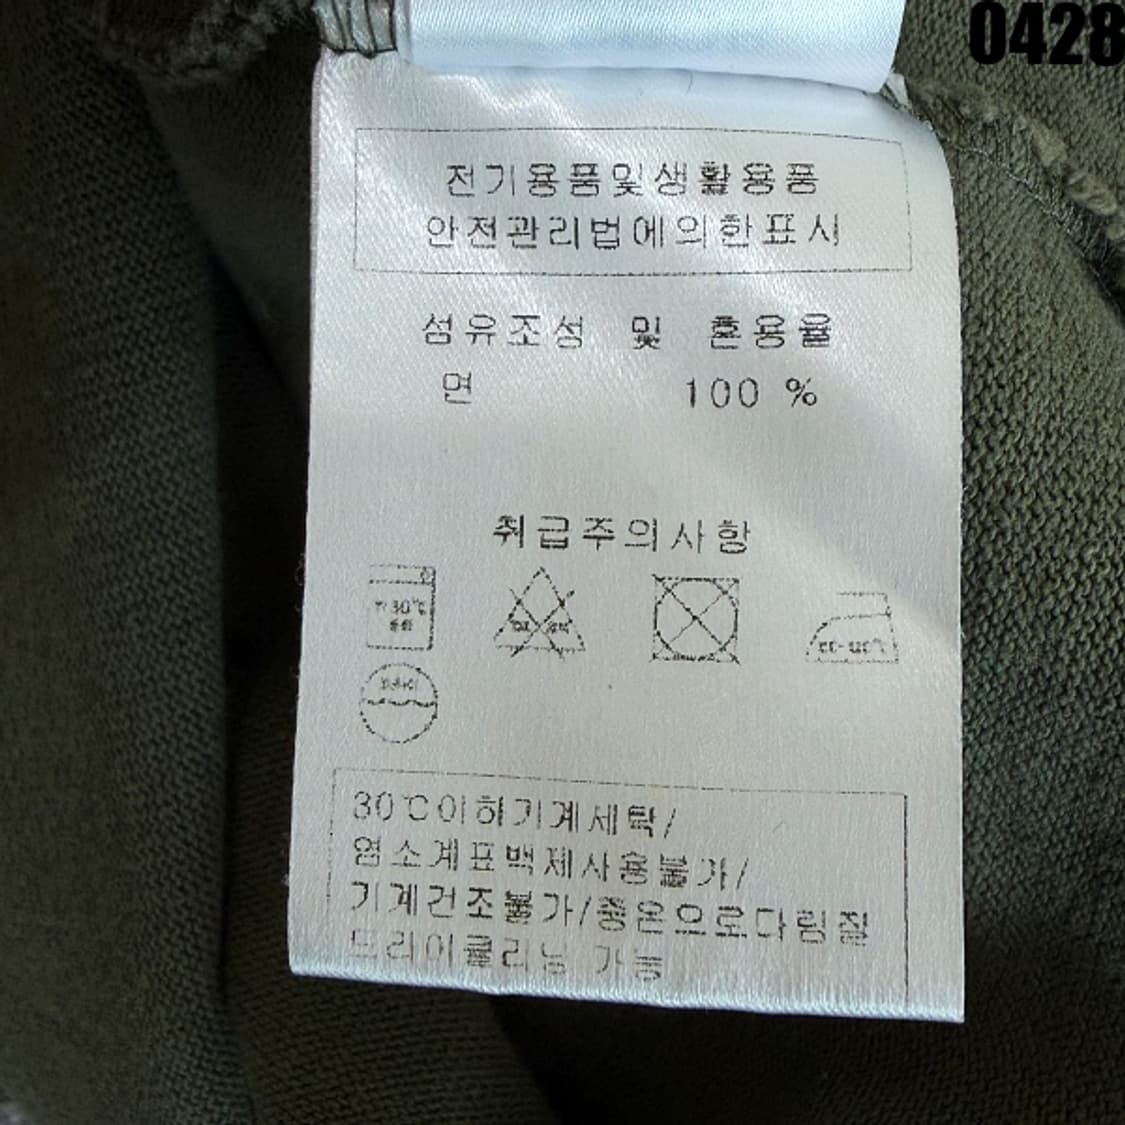 0428
전기용품및생활용품
안전관리법에의한표시
섬유조성 및 혼용율
면 100 %
취급주의사항
30℃
30℃이하기계세탁/
염소계표백제사용불가/
기계건조불가/중온으로다림질
드라이클리닝 가능